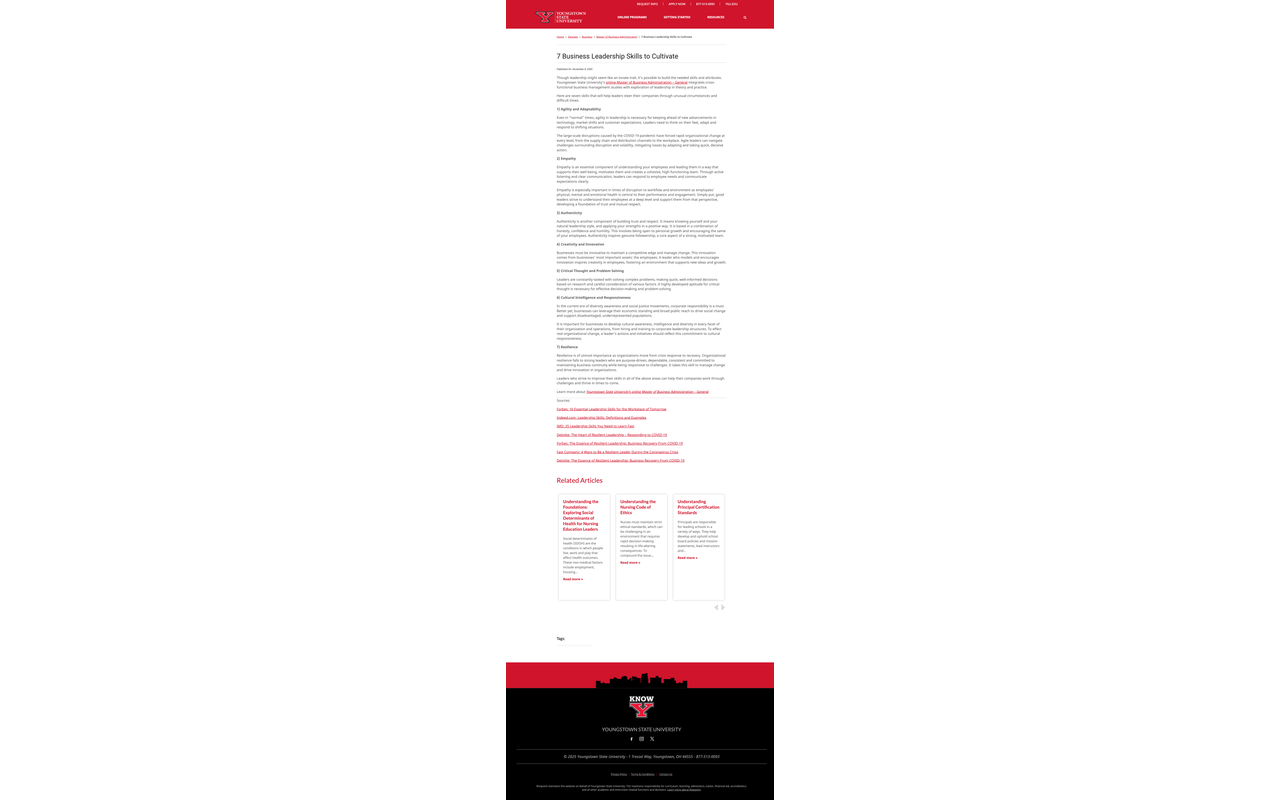 REQUEST INFO | APPLY NOW | 877-513-0093 | YSU.EDU
YOUNGSTOWN
STATE
UNIVERSITY
ONLINE PROGRAMS GETTING STARTED RESOURCES
Home > Articles > Business > Master of Business Administration > 7 Business Leadership Skills to Cultivate
7 Business Leadership Skills to Cultivate
Though leadership might seem like an innate trait, it's possible to build the needed skills and attributes.
Youngstown State University's online Master of Business Administration – General integrates cross-
functional business management studies with exploration of leadership in theory and practice.
Here are seven skills that will help leaders steer their companies through unusual circumstances and
difficult times:
1) Agility and Adaptability
Even in "normal" times, agility in leadership is necessary for keeping ahead of new advancements in
technology, market shifts and customer expectations. Leaders need to think on their feet, adapt and
respond to shifting situations.
The large-scale disruptions caused by the COVID-19 pandemic have forced rapid organizational change at
every level, from the supply chain and distribution channels to the workplace. Agile leaders can navigate
challenges surrounding disruption and volatility, mitigating losses by adapting and taking quick, decisive
action.
2) Empathy
Empathy is an essential component of understanding your employees and leading them in a way that
supports their well-being, motivates them and creates a cohesive, high-functioning team. Through active
listening and clear communication, leaders can respond to employee needs and communicate
expectations clearly.
Empathy is especially important in times of disruption to workflow and environment as employees'
physical, mental and emotional health is central to their performance and engagement. Simply put, good
leaders strive to understand their employees at a deep level and support them from that perspective,
developing a foundation of trust and mutual respect.
3) Authenticity
Authenticity is another component of building trust and respect. It means knowing yourself and your
natural leadership style, and applying your strengths in a positive way. It is based in a combination of
honesty, confidence and humility. This involves being open to personal growth and encouraging the same
of your employees. Authenticity inspires genuine followership, a core aspect of a strong, motivated team.
4) Creativity and Innovation
Businesses must be innovative to maintain a competitive edge and manage change. This innovation
comes from businesses' most important assets: the employees. A leader who models and encourages
innovation inspires creativity in employees, fostering an environment that supports new ideas and growth.
5) Critical Thought and Problem Solving
Leaders are constantly tasked with solving complex problems, making quick, well-informed decisions
based on research and careful consideration of various factors. A highly developed aptitude for critical
thought is necessary for effective decision-making and problem-solving.
6) Cultural Intelligence and Responsiveness
In the current era of diversity awareness and social justice movements, corporate responsibility is a must.
Better yet, businesses can leverage their economic standing and broad public reach to drive social change
and support disadvantaged, underrepresented populations.
It is important for businesses to develop cultural awareness, intelligence and diversity in every facet of
their organization and operations, from hiring and training to corporate leadership structures. To effect
real organizational change, a leader's actions and initiatives should reflect this commitment to cultural
responsiveness.
7) Resilience
Resilience is of utmost importance as organizations move from crisis response to recovery. Organizational
resilience falls to strong leaders who are purpose-driven, dependable, consistent and committed to
maintaining business continuity while being responsive to challenges. It takes this skill to manage change
and drive innovation in organizations.
Leaders who strive to improve their skills in all of the above areas can help their companies work through
challenges and thrive in times to come.
Learn more about Youngstown State University's online Master of Business Administration – General.
Sources:
Forbes: 10 Essential Leadership Skills for the Workplace of Tomorrow
Indeed.com: Leadership Skills: Definitions and Examples
IMD: 25 Leadership Skills You Need to Learn Fast
Deloitte: The Heart of Resilient Leadership – Responding to COVID-19
Forbes: The Essence of Resilient Leadership: Business Recovery From COVID-19
Fast Company: 4 Ways to Be a Resilient Leader During the Coronavirus Crisis
Deloitte: The Essence of Resilient Leadership: Business Recovery From COVID-19
Related Articles
Understanding the
Foundations:
Exploring Social
Determinants of
Health for Nursing
Education Leaders
Social Determinants of
Health (SDOH) are the
conditions in which people
live, work and play that
affect health outcomes.
These non-medical factors
include employment,
housing,...
Read more »
Understanding the
Nursing Code of
Ethics
Nurses must maintain strict
ethical standards, which can
be challenging in an
environment that requires
rapid decision-making,
resulting in life-altering
consequences. To
compound the issue,...
Read more »
Understanding
Principal Certification
Standards
Principals are responsible
for leading schools in a
variety of ways. They help
develop and uphold school
board policies and mission
statements, lead instructors
and...
Read more »
Tags:
KNOW
Y
YOUNGSTOWN STATE UNIVERSITY
© 2025 Youngstown State University · 1 Tressel Way, Youngstown, OH 44555 · 877-513-0093
Privacy Policy | Terms & Conditions | Contact Us